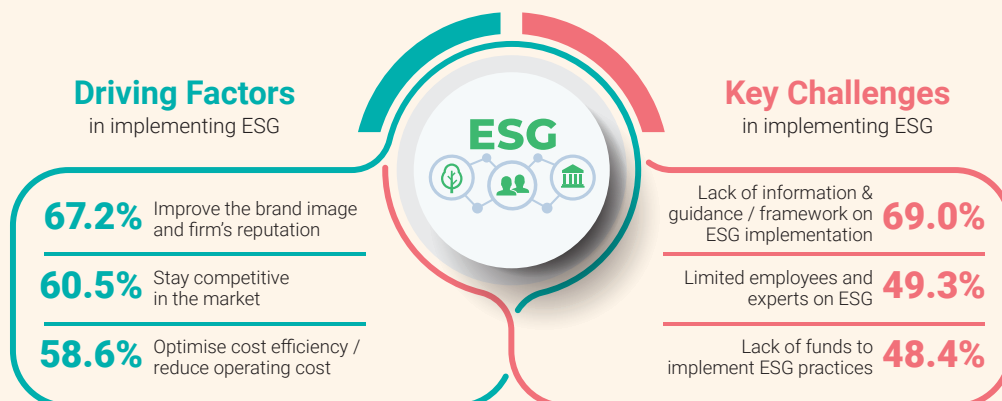 Driving Factors
in implementing ESG
67.2%
Improve the brand image
and firm's reputation
60.5%
Stay competitive
in the market
58.6%
Optimise cost efficiency /
reduce operating cost
ESG
Key Challenges
in implementing ESG
Lack of information &
guidance / framework on
ESG implementation
69.0%
Limited employees and
experts on ESG
49.3%
Lack of funds to
implement ESG practices
48.4%